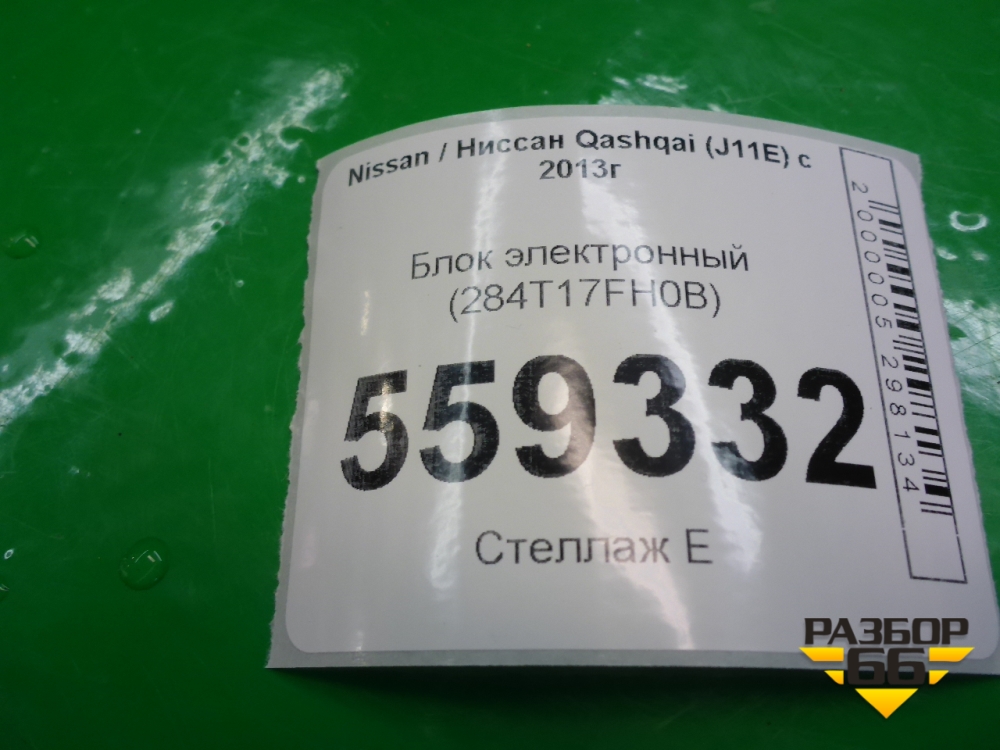 Nissan / Ниссан Qashqai (J11E) с
2013г
Блок электронный
(284T17FH0B)
559332
Стеллаж Е
2000005298134
РАЗБОР
66